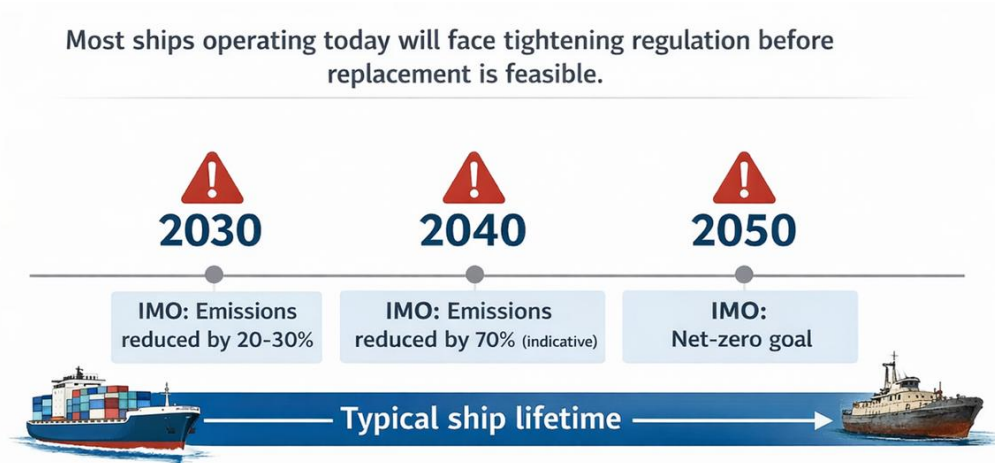 Most ships operating today will face tightening regulation before
replacement is feasible.
2030
2040
2050
IMO: Emissions
reduced by 20-30%
IMO: Emissions
reduced by 70% (indicative)
IMO:
Net-zero goal
Typical ship lifetime